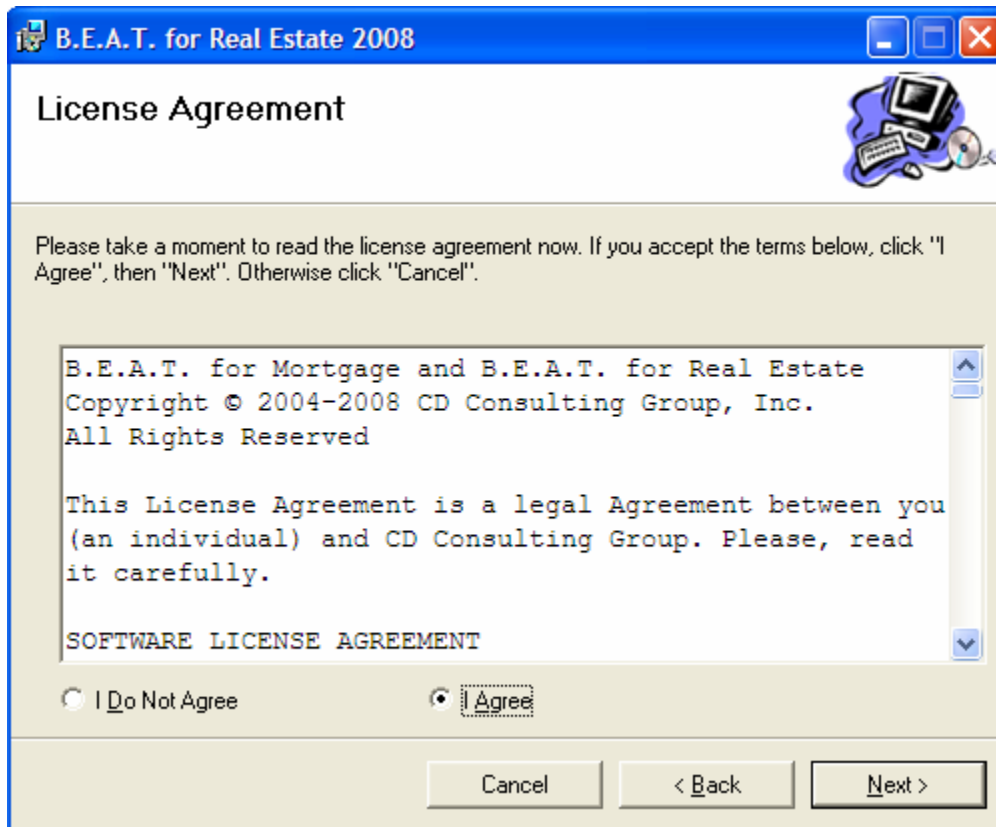 B.E.A.T. for Real Estate 2008
License Agreement
Please take a moment to read the license agreement now. If you accept the terms below, click "I
Agree", then "Next". Otherwise click "Cancel".
B.E.A.T. for Mortgage and B.E.A.T. for Real Estate
Copyright © 2004-2008 CD Consulting Group, Inc.
All Rights Reserved
This License Agreement is a legal Agreement between you
(an individual) and CD Consulting Group. Please, read
it carefully.
SOFTWARE LICENSE AGREEMENT
I Do Not Agree
I Agree
Cancel
< Back
Next >